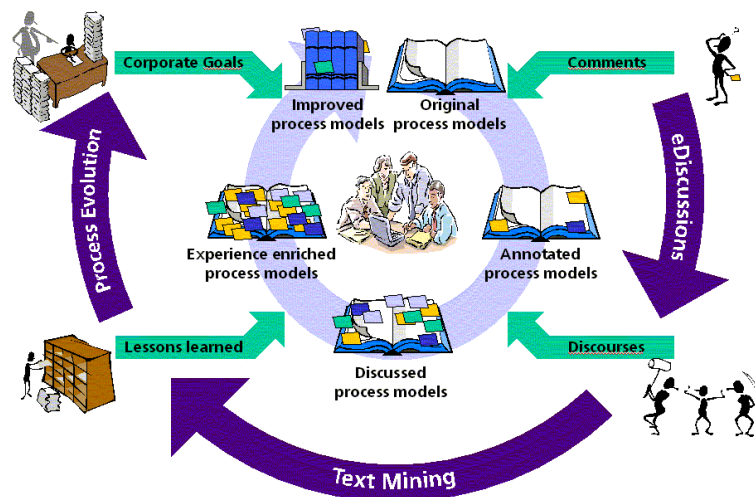 Corporate Goals
Comments
Improved
process models
Original
process models
eDiscussions
Process Evolution
Experience enriched
process models
Annotated
process models
Lessons learned
Discourses
Discussed
process models
Text Mining